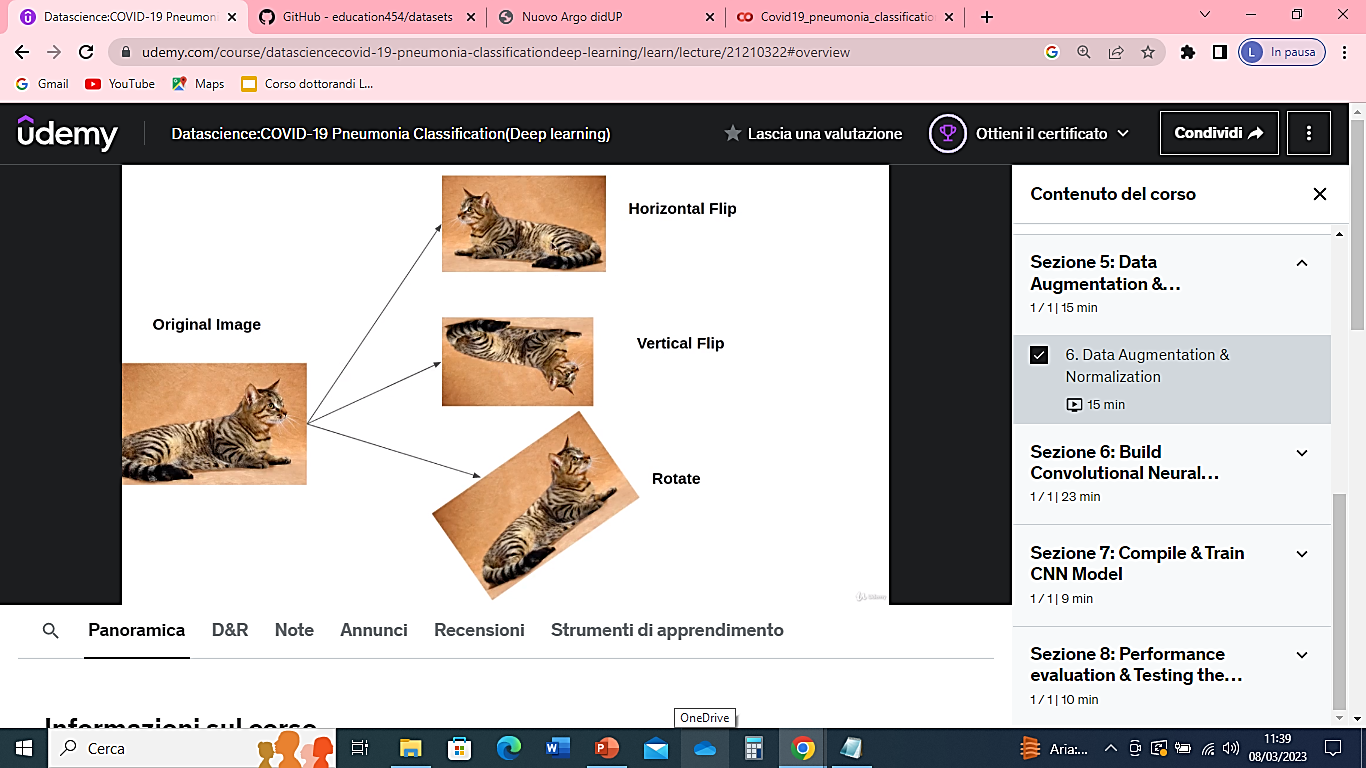 Datascience:COVID-19 Pneumoni
GitHub - education454/datasets
Nuovo Argo didUP
Covid19_pneumonia_classificatio
udemy.com/course/datasciencecovid-19-pneumonia-classificationdeep-learning/learn/lecture/21210322#overview
L In pausa
Gmail
YouTube
Maps
Corso dottorandi L...
udemy
Datascience:COVID-19 Pneumonia Classification(Deep learning)
Lascia una valutazione
Ottieni il certificato
Condividi
Original Image
Horizontal Flip
Vertical Flip
Rotate
Udemy
Contenuto del corso
Sezione 5: Data
Augmentation &...
1 / 1 | 15 min
6. Data Augmentation &
Normalization
15 min
Sezione 6: Build
Convolutional Neural...
1 / 1 | 23 min
Sezione 7: Compile & Train
CNN Model
1 / 1 | 9 min
Sezione 8: Performance
evaluation & Testing the...
1 / 1 | 10 min
Panoramica
D&R
Note
Annunci
Recensioni
Strumenti di apprendimento
Informazioni sul corso
OneDrive
Cerca
Aria:...
11:39
08/03/2023